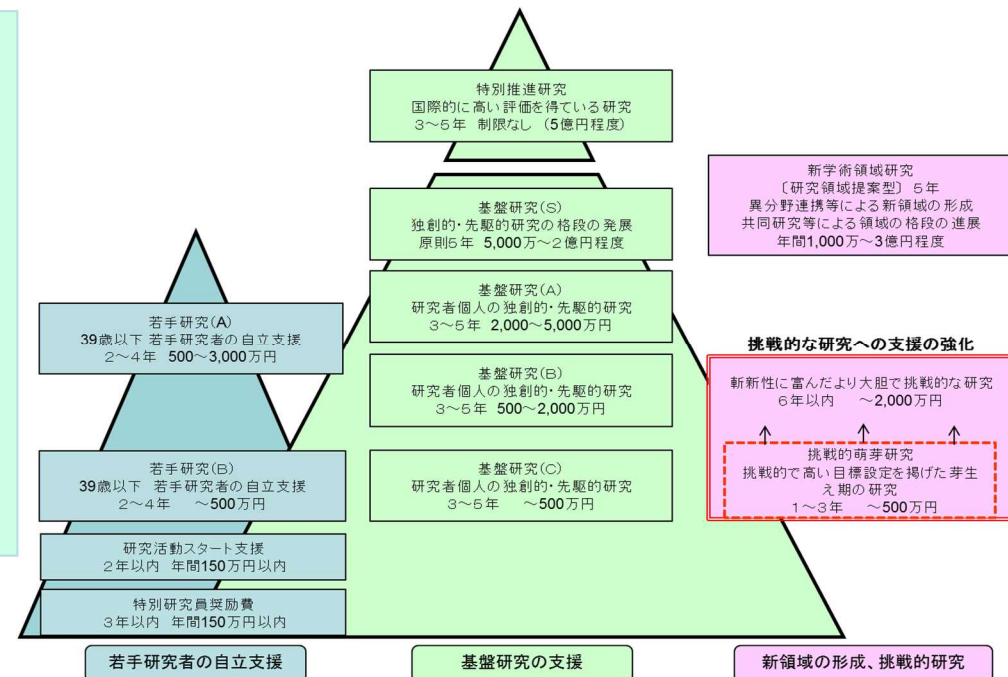 特別推進研究
国際的に高い評価を得ている研究
3～5年 制限なし (5億円程度)
基盤研究(S)
独創的・先駆的研究の格段の発展
原則5年 5,000万～2億円程度
基盤研究(A)
研究者個人の独創的・先駆的研究
3～5年 2,000～5,000万円
基盤研究(B)
研究者個人の独創的・先駆的研究
3～5年 500～2,000万円
基盤研究(C)
研究者個人の独創的・先駆的研究
3～5年 ～500万円
若手研究(A)
39歳以下 若手研究者の自立支援
2～4年 500～3,000万円
若手研究(B)
39歳以下 若手研究者の自立支援
2～4年 ～500万円
研究活動スタート支援
2年以内 年間150万円以内
特別研究員奨励費
3年以内 年間150万円以内
新学術領域研究
〔研究領域提案型〕 5年
異分野連携等による新領域の形成
共同研究等による領域の格段の進展
年間1,000万～3億円程度
挑戦的な研究への支援の強化
斬新性に富んだより大胆で挑戦的な研究
6年以内 ～2,000万円
挑戦的萌芽研究
挑戦的で高い目標設定を掲げた芽生
え期の研究
1～3年 ～500万円
若手研究者の自立支援
基盤研究の支援
新領域の形成、挑戦的研究